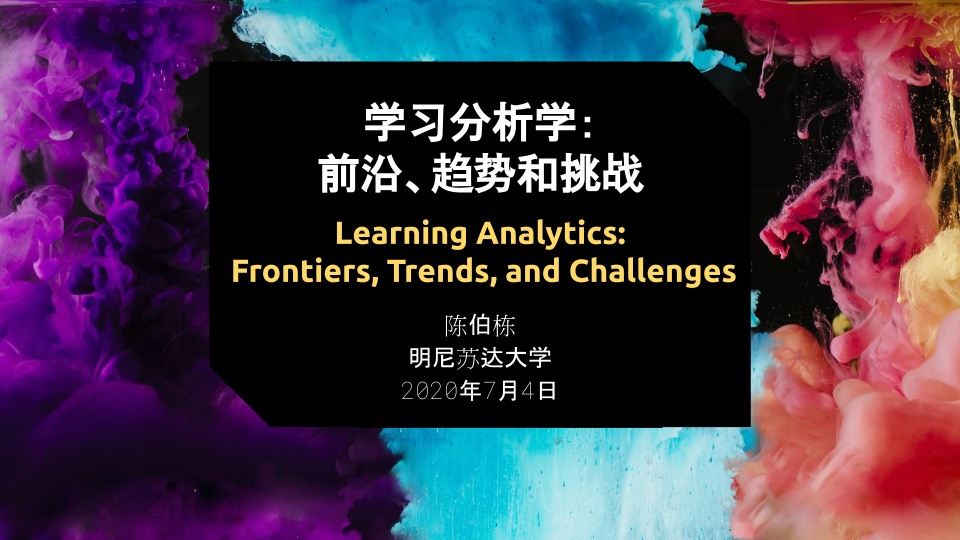 学习分析学：
前沿、趋势和挑战
Learning Analytics:
Frontiers, Trends, and Challenges
陈伯栋
明尼苏达大学
2020年7月4日